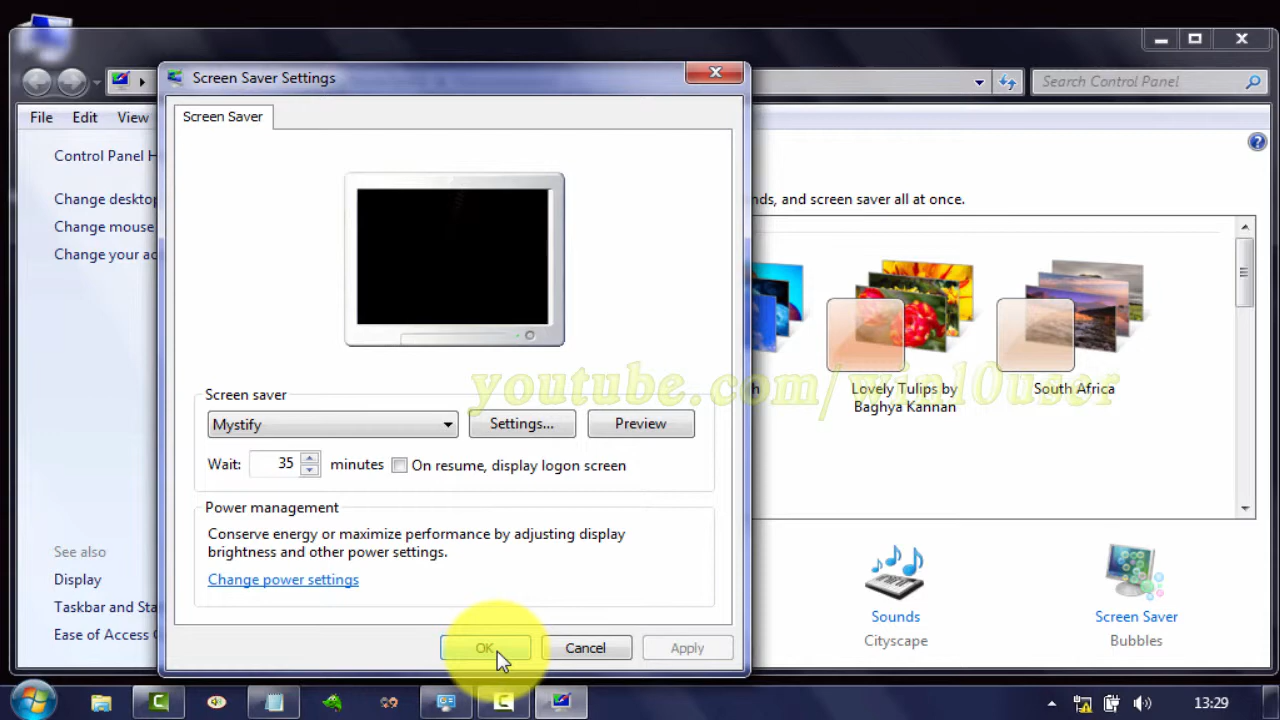 Screen Saver Settings
Search Control Panel
File Edit View
Screen Saver
Control Panel H
Change deskto
Change mouse
Change your a
nds, and screen saver all at once.
youtube.com/win10user
h
Lovely Tulips by
Baghya Kannan
South Africa
Screen saver
Mystify
Settings...
Preview
Wait: 35 minutes
On resume, display logon screen
Power management
Conserve energy or maximize performance by adjusting display
brightness and other power settings.
Change power settings
See also
Display
Taskbar and Sta
Ease of Access
Sounds
Cityscape
Screen Saver
Bubbles
OK
Cancel
Apply
13:29